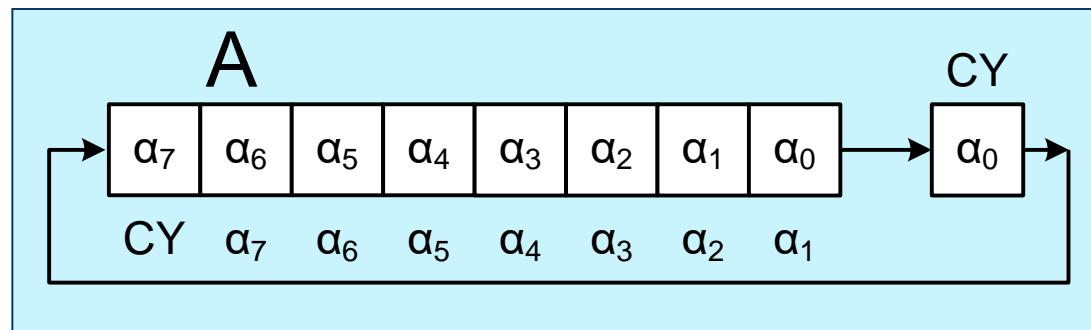 A
CY
α₇ α₆ α₅ α₄ α₃ α₂ α₁ α₀ α₀
CY α₇ α₆ α₅ α₄ α₃ α₂ α₁